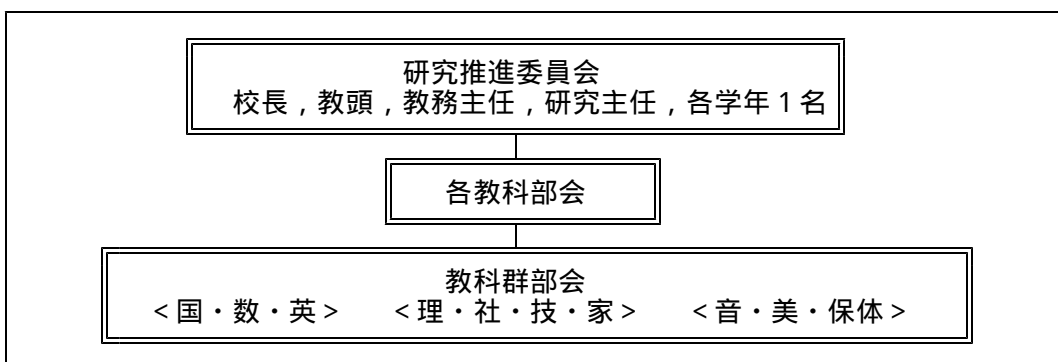 研究推進委員会
校長，教頭，教務主任，研究主任，各学年１名
各教科部会
教科群部会
＜国・数・英＞　＜理・社・技・家＞　＜音・美・保体＞